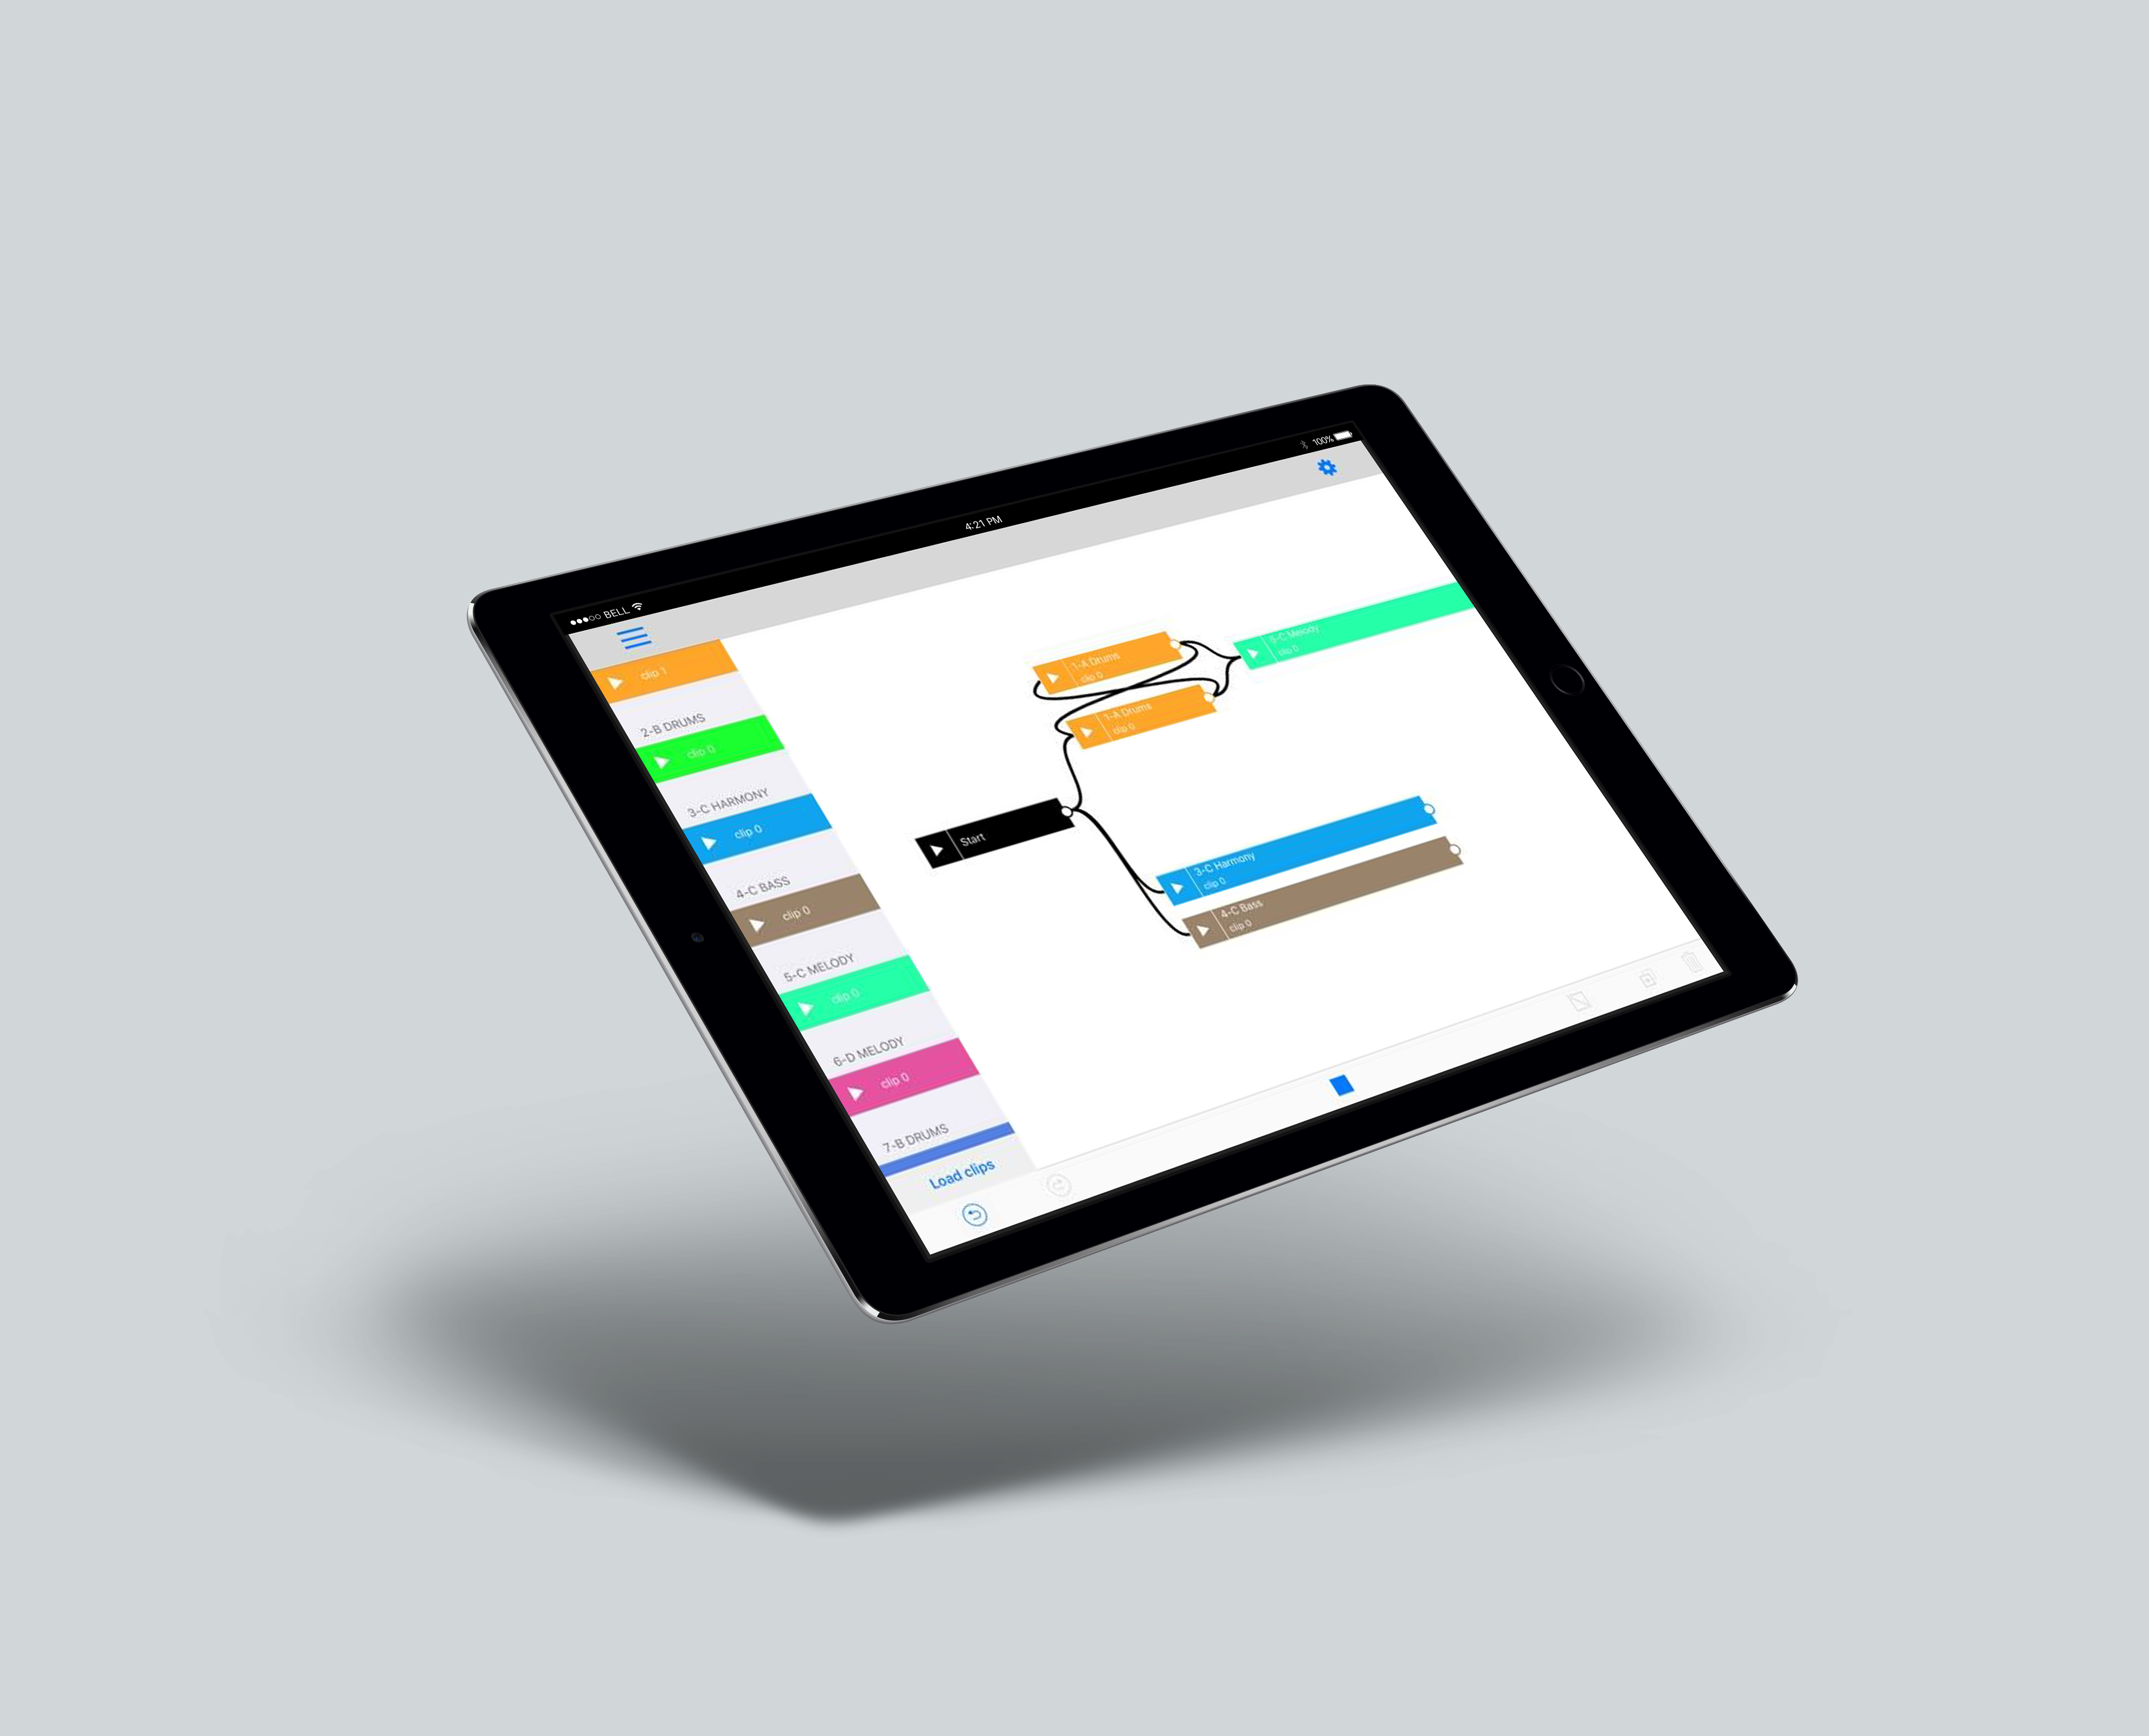 BELL
4:21 PM
100%
clip 1
2-B DRUMS
clip 0
3-C HARMONY
clip 0
4-C BASS
clip 0
5-C MELODY
clip 0
6-D MELODY
clip 0
7-B DRUMS
Load clips
1-A Drums
clip 0
1-A Drums
clip 0
5-C Melody
clip 0
Start
3-C Harmony
clip 0
4-C Bass
clip 0